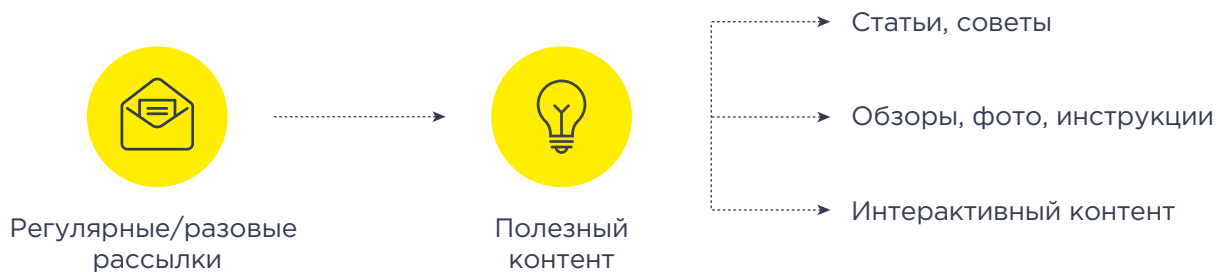 Регулярные/разовые
рассылки
Полезный
контент
Статьи, советы
Обзоры, фото, инструкции
Интерактивный контент